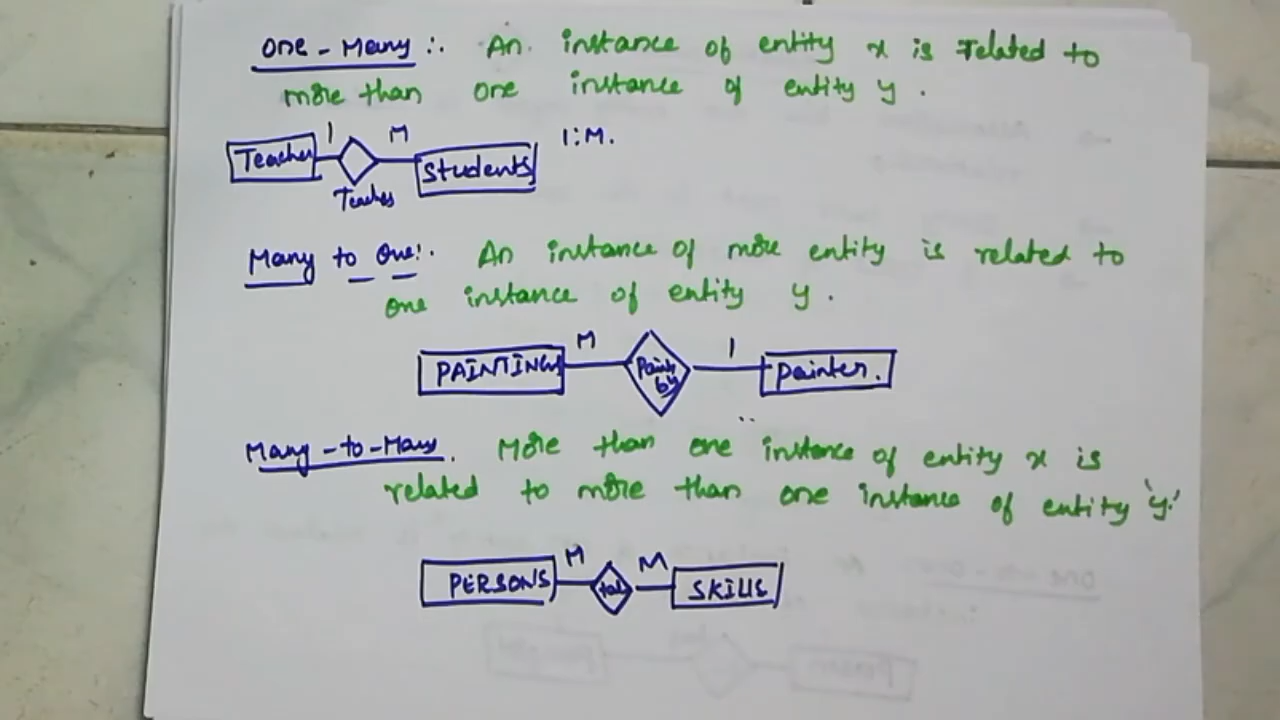 One - Many :. An instance of entity x is related to
more than one instance of entity y.
1 M 1:M.
Teacher Students
Teaches
Many to One:. An instance of more entity is related to
one instance of entity y.
M 1
PAINTING Paint by Painter.
Many-to-Many. More than one instance of entity x is
related to more than one instance of entity 'y'
M M
PERSONS SKILLS